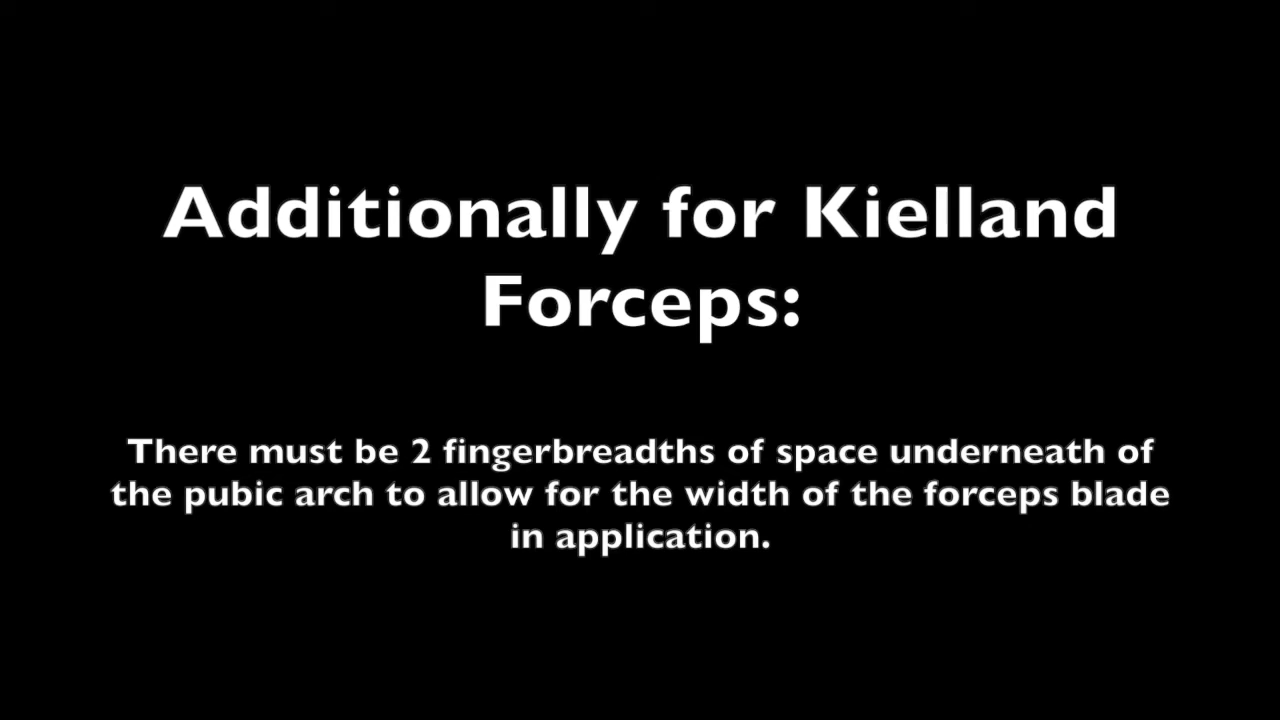 Additionally for Kielland
Forceps:
There must be 2 fingerbreadths of space underneath of
the pubic arch to allow for the width of the forceps blade
in application.